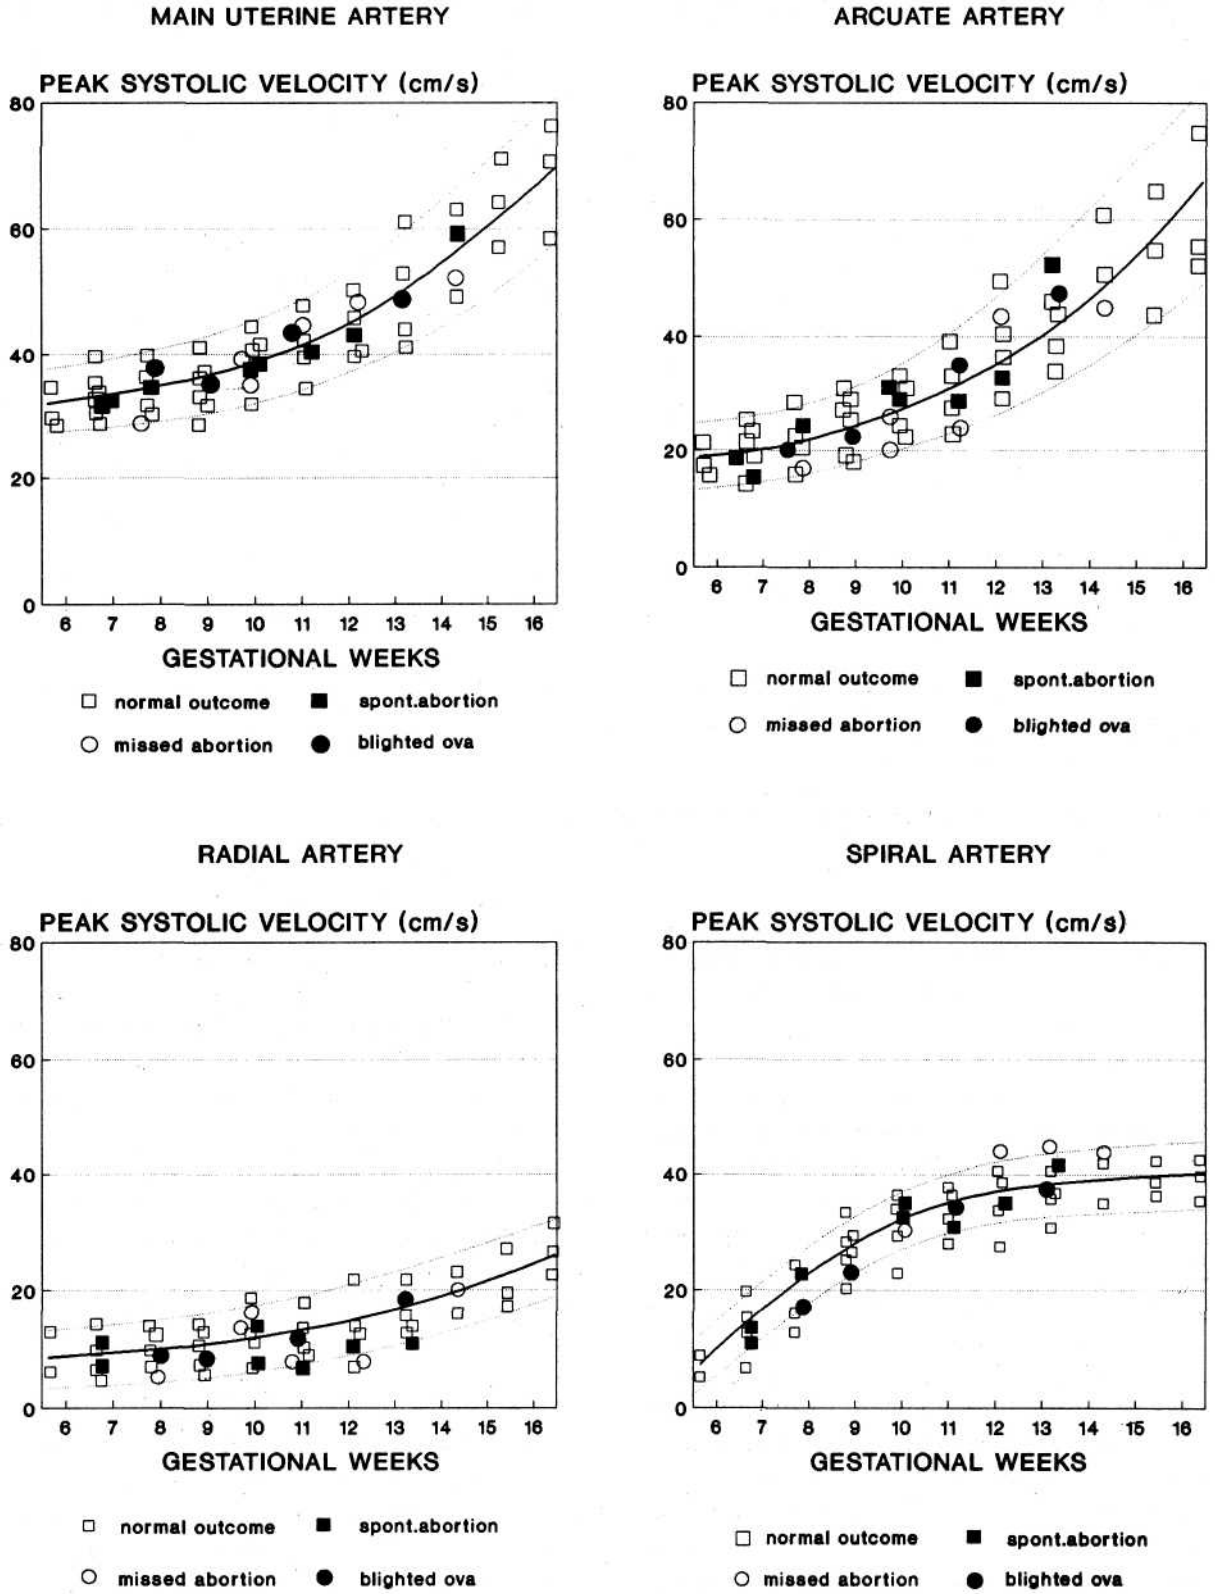 MAIN UTERINE ARTERY
PEAK SYSTOLIC VELOCITY (cm/s)
80
60
40
20
0
6 7 8 9 10 11 12 13 14 15 16
GESTATIONAL WEEKS
normal outcome spont.abortion
missed abortion blighted ova
ARCUATE ARTERY
PEAK SYSTOLIC VELOCITY (cm/s)
80
60
40
20
0
6 7 8 9 10 11 12 13 14 15 16
GESTATIONAL WEEKS
normal outcome spont.abortion
missed abortion blighted ova
RADIAL ARTERY
PEAK SYSTOLIC VELOCITY (cm/s)
80
60
40
20
0
6 7 8 9 10 11 12 13 14 15 16
GESTATIONAL WEEKS
normal outcome spont.abortion
missed abortion blighted ova
SPIRAL ARTERY
PEAK SYSTOLIC VELOCITY (cm/s)
80
60
40
20
0
6 7 8 9 10 11 12 13 14 15 16
GESTATIONAL WEEKS
normal outcome spont.abortion
missed abortion blighted ova